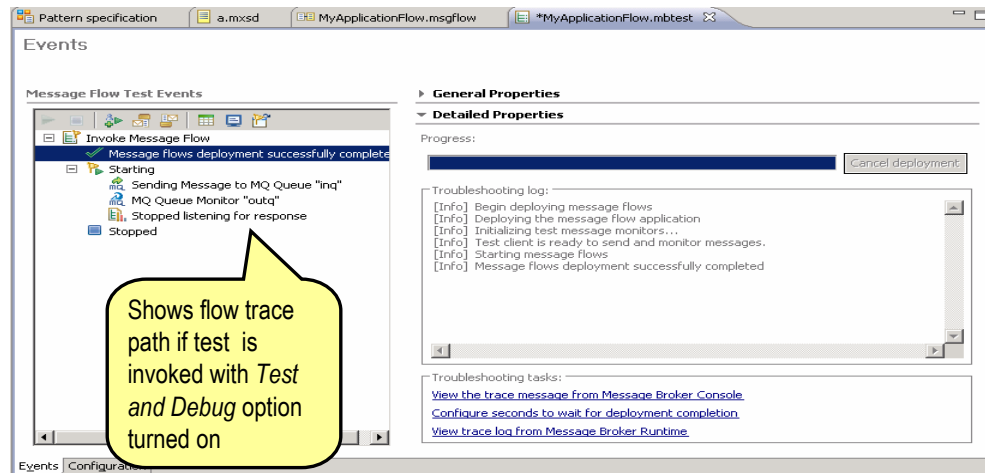 Pattern specification
a.mxsd
MyApplicationFlow.msgflow
*MyApplicationFlow.mbtest
Events
Message Flow Test Events
Invoke Message Flow
Message flows deployment successfully complete
Starting
Sending Message to MQ Queue "inq"
MQ Queue Monitor "outq"
Stopped listening for response
Stopped
Shows flow trace
path if test is
invoked with Test
and Debug option
turned on
General Properties
Detailed Properties
Progress:
Cancel deployment
Troubleshooting log:
[Info] Begin deploying message flows
[Info] Deploying the message flow application
[Info] Initializing test message monitors...
[Info] Test client is ready to send and monitor messages.
[Info] Starting message flows
[Info] Message flows deployment successfully completed
Troubleshooting tasks:
View the trace message from Message Broker Console
Configure seconds to wait for deployment completion
View trace log from Message Broker Runtime
Events
Configuration